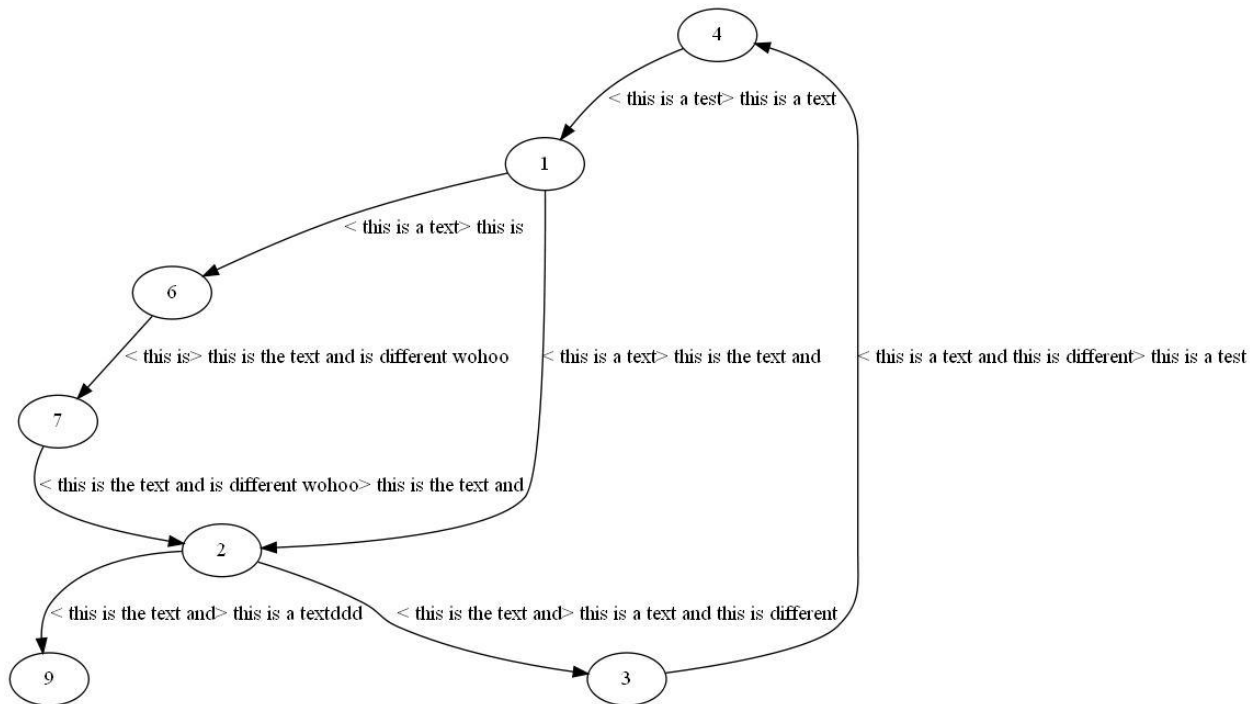 4
< this is a test> this is a text
1
< this is a text> this is
6
< this is> this is the text and is different wohoo
< this is a text> this is the text and
< this is a text and this is different> this is a test
7
< this is the text and is different wohoo> this is the text and
2
< this is the text and> this is a textddd
< this is the text and> this is a text and this is different
9
3